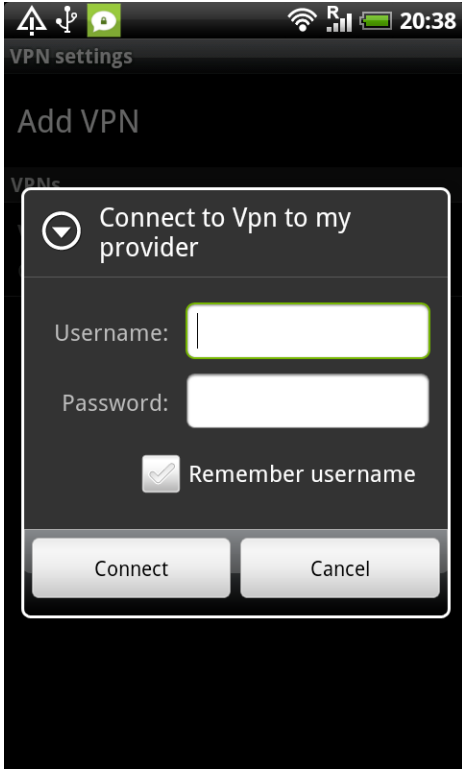 R
20:38
VPN settings
Add VPN
VPNs
Connect to Vpn to my
provider
Username:
Password:
Remember username
Connect
Cancel